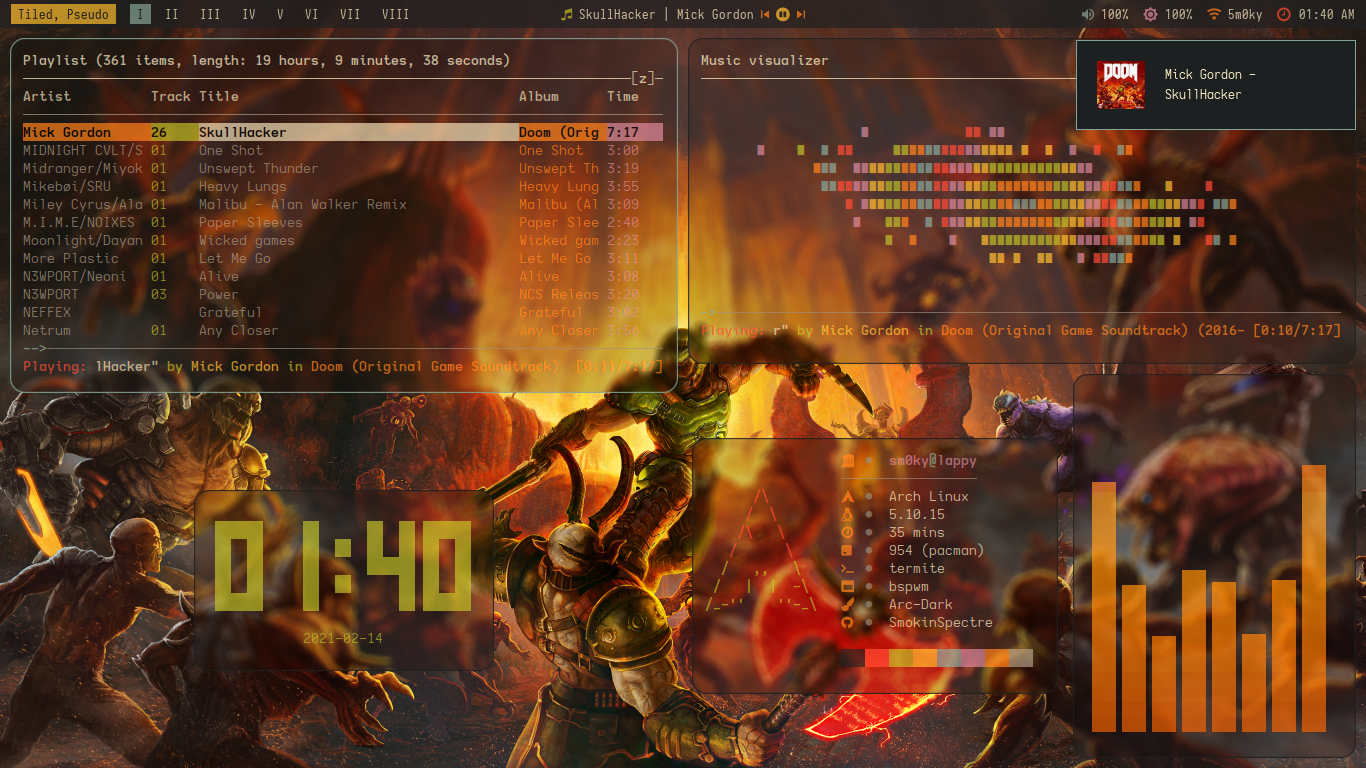 Tiled, Pseudo I II III IV V VI VII VIII SkullHacker | Mick Gordon 100% 100% 5m0ky 01:40 AM
Playlist (361 items, length: 19 hours, 9 minutes, 38 seconds)
[z]
Artist Track Title Album Time
Mick Gordon 26 SkullHacker Doom (Orig 7:17
MIDNIGHT CVLT/S 01 One Shot One Shot 3:00
Midranger/Miyok 01 Unswept Thunder Unswept Th 3:19
Mikebøi/SRU 01 Heavy Lungs Heavy Lung 3:55
Miley Cyrus/Ala 01 Malibu - Alan Walker Remix Malibu (Al 3:09
M.I.M.E/NOIXES 01 Paper Sleeves Paper Slee 2:40
Moonlight/Dayan 01 Wicked games Wicked gam 2:23
More Plastic 01 Let Me Go Let Me Go 3:11
N3WPORT/Neoni 01 Alive Alive 3:08
N3WPORT 03 Power NCS Releas 3:20
NEFFEX Grateful Grateful 3:02
Netrum 01 Any Closer Any Closer 3:56
-->
Playing: lHacker" by Mick Gordon in Doom (Original Game Soundtrack) [0:11/7:17]
Music visualizer
DOOM
Mick Gordon -
SkullHacker
Playing: r" by Mick Gordon in Doom (Original Game Soundtrack) (2016- [0:10/7:17]
01:40
2021-02-14
sm0ky@lappy
Arch Linux
5.10.15
35 mins
954 (pacman)
termite
bspwm
Arc-Dark
SmokinSpectre